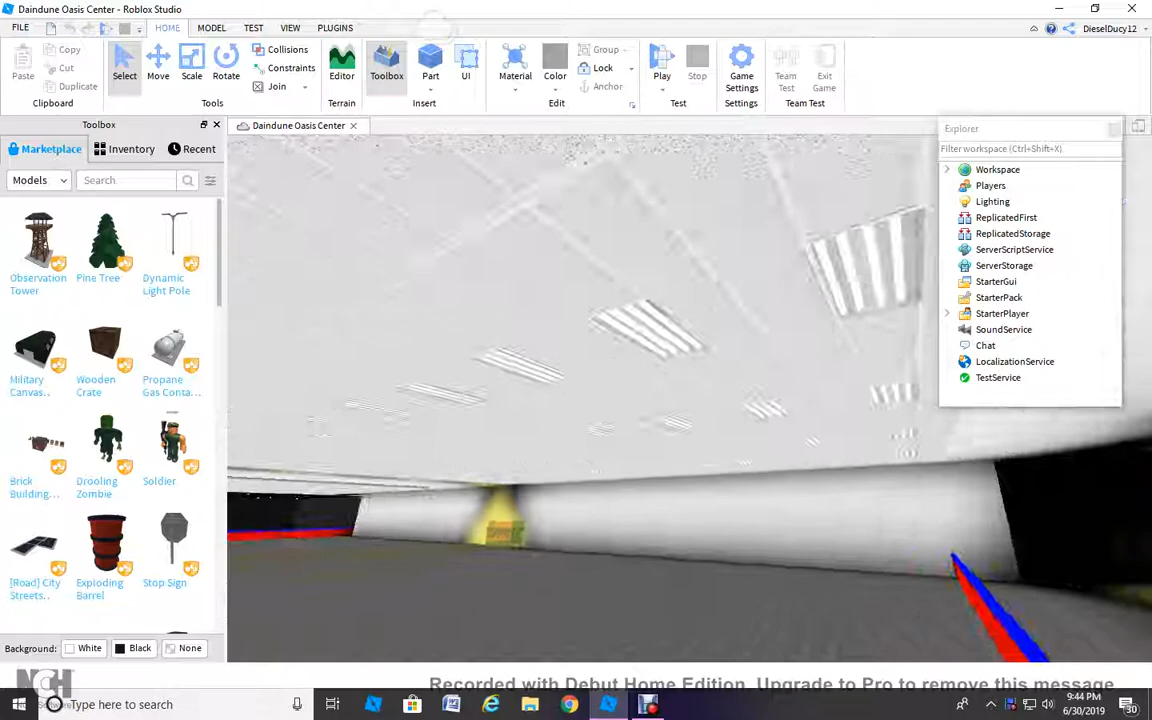 Daindune Oasis Center - Roblox Studio
FILE HOME MODEL TEST VIEW PLUGINS DieselDucy12
Paste Copy Cut Duplicate Clipboard
Select Move Scale Rotate Collisions Constraints Join Tools
Editor Terrain
Toolbox Part UI Insert
Material Color Group Lock Anchor Edit
Play Stop Test
Game Settings Settings
Team Test Exit Game Team Test
Toolbox
Daindune Oasis Center
Marketplace Inventory Recent
Models Search
Observation Tower
Pine Tree
Dynamic Light Pole
Military Canvas..
Wooden Crate
Propane Gas Conta...
Brick Building...
Drooling Zombie
Soldier
[Road] City Streets..
Exploding Barrel
Stop Sign
Background: White Black None
Explorer
Filter workspace (Ctrl+Shift+X)
Workspace
Players
Lighting
ReplicatedFirst
ReplicatedStorage
ServerScriptService
ServerStorage
StarterGui
StarterPack
StarterPlayer
SoundService
Chat
LocalizationService
TestService
NCH
Recorded with Debut Home Edition. Upgrade to Pro to remove this message
Type here to search
9:44 PM
6/30/2019
30